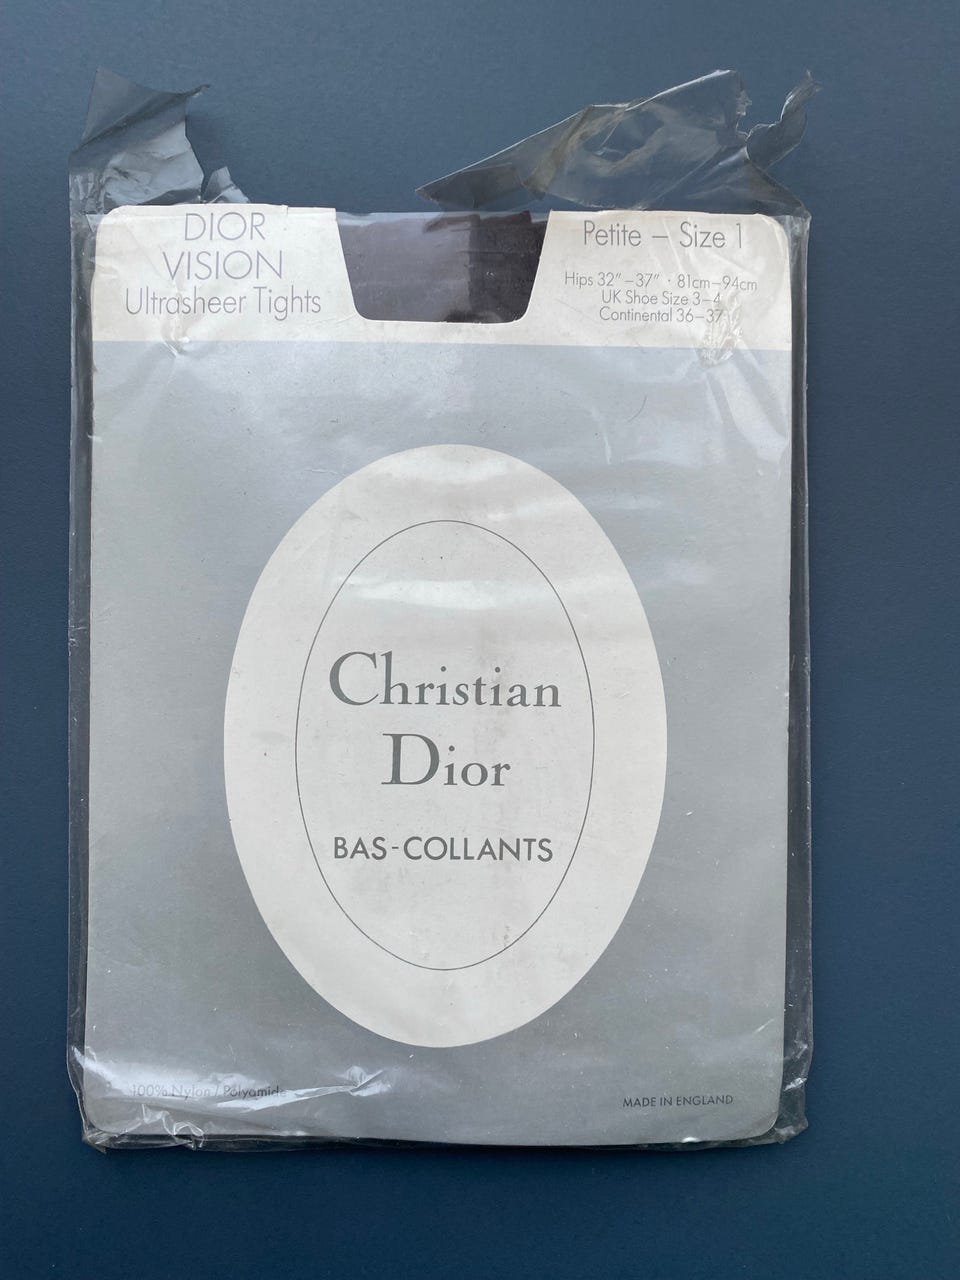 DIOR
VISION
Ultrasheer Tights
Petite – Size 1
Hips 32" – 37" · 81cm – 94cm
UK Shoe Size 3 – 4
Continental 36 – 37
Christian
Dior
BAS-COLLANTS
100% Nylon / Polyamide
MADE IN ENGLAND